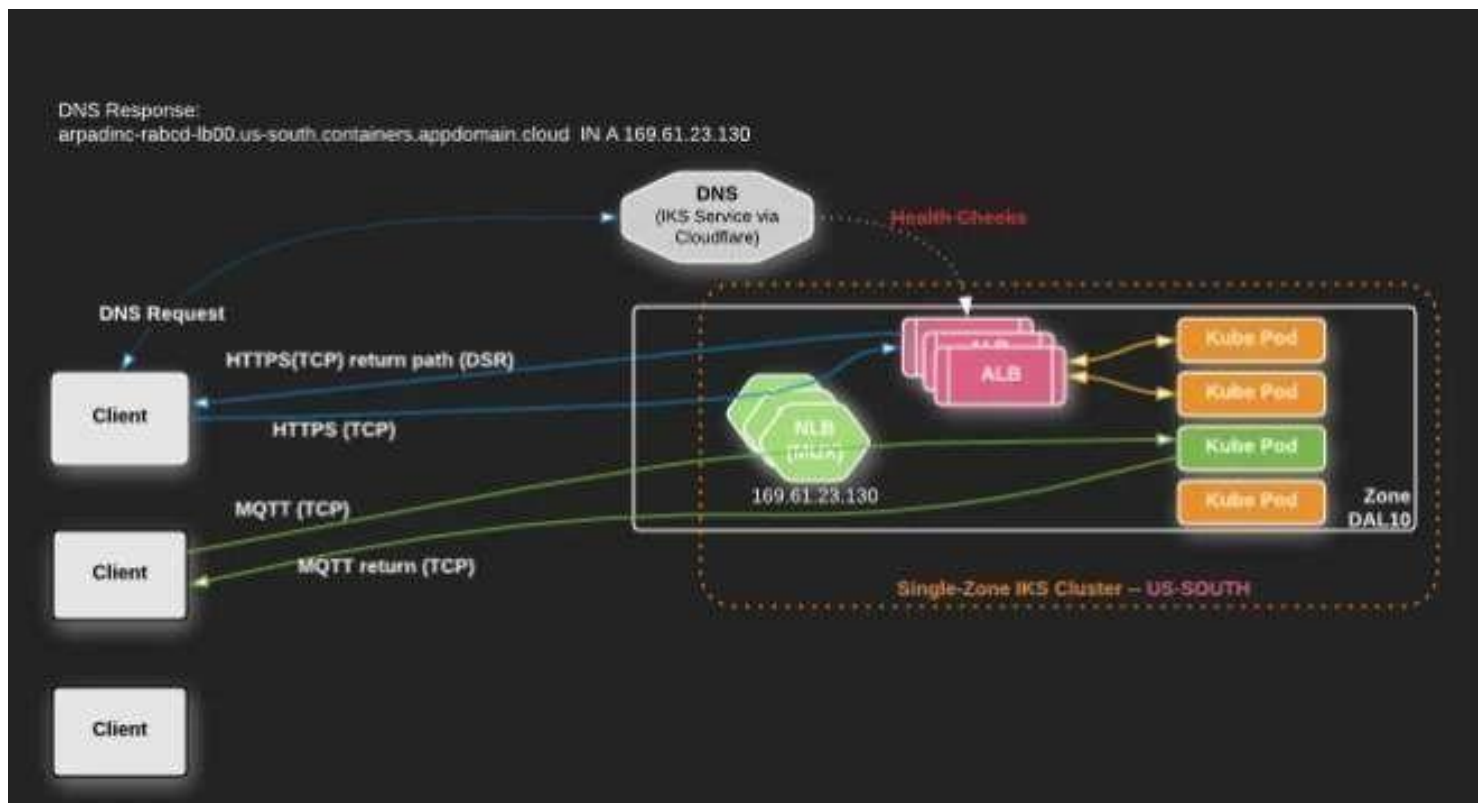 DNS Response:
arpadinc-rabcd-lb00.us-south.containers.appdomain.cloud IN A 169.61.23.130
DNS
(IKS Service via
Cloudflare)
Health Checks
DNS Request
HTTPS(TCP) return path (DSR)
Client
HTTPS (TCP)
ALB
ALB
Kube Pod
Kube Pod
NLB
(MUX)
Kube Pod
169.61.23.130
Kube Pod
Zone
DAL10
MQTT (TCP)
Client
MQTT return (TCP)
Single-Zone IKS Cluster – US-SOUTH
Client